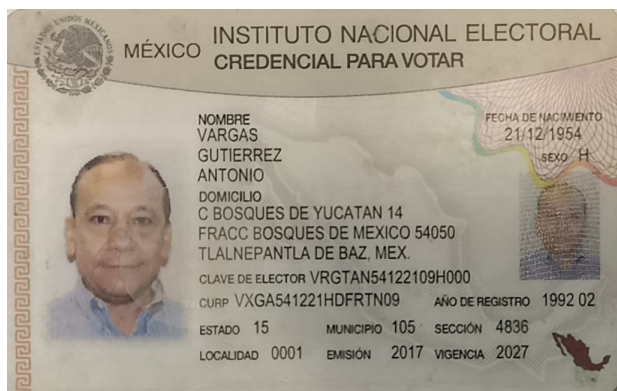 ESTADOS UNIDOS MEXICANOS
MÉXICO INSTITUTO NACIONAL ELECTORAL
CREDENCIAL PARA VOTAR
NOMBRE
VARGAS
GUTIERREZ
ANTONIO
FECHA DE NACIMIENTO
21/12/1954
SEXO H
DOMICILIO
C BOSQUES DE YUCATAN 14
FRACC BOSQUES DE MEXICO 54050
TLALNEPANTLA DE BAZ, MEX.
CLAVE DE ELECTOR VRGTAN54122109H000
CURP VXGA541221HDFRTN09 AÑO DE REGISTRO 1992 02
ESTADO 15 MUNICIPIO 105 SECCIÓN 4836
LOCALIDAD 0001 EMISIÓN 2017 VIGENCIA 2027